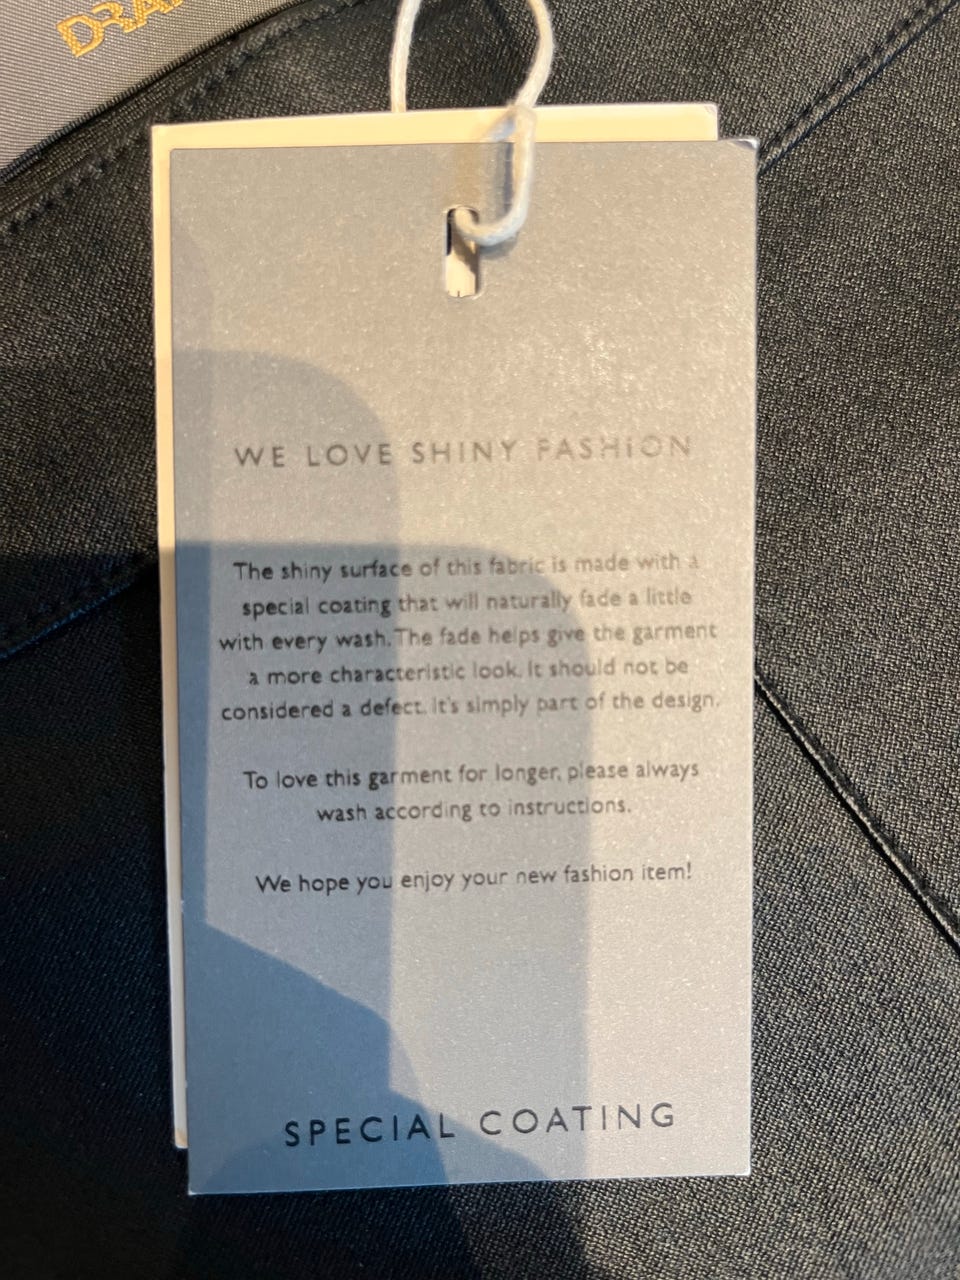 WE LOVE SHINY FASHION
The shiny surface of this fabric is made with a
special coating that will naturally fade a little
with every wash. The fade helps give the garment
a more characteristic look. It should not be
considered a defect. It's simply part of the design.
To love this garment for longer, please always
wash according to instructions.
We hope you enjoy your new fashion item!
SPECIAL COATING